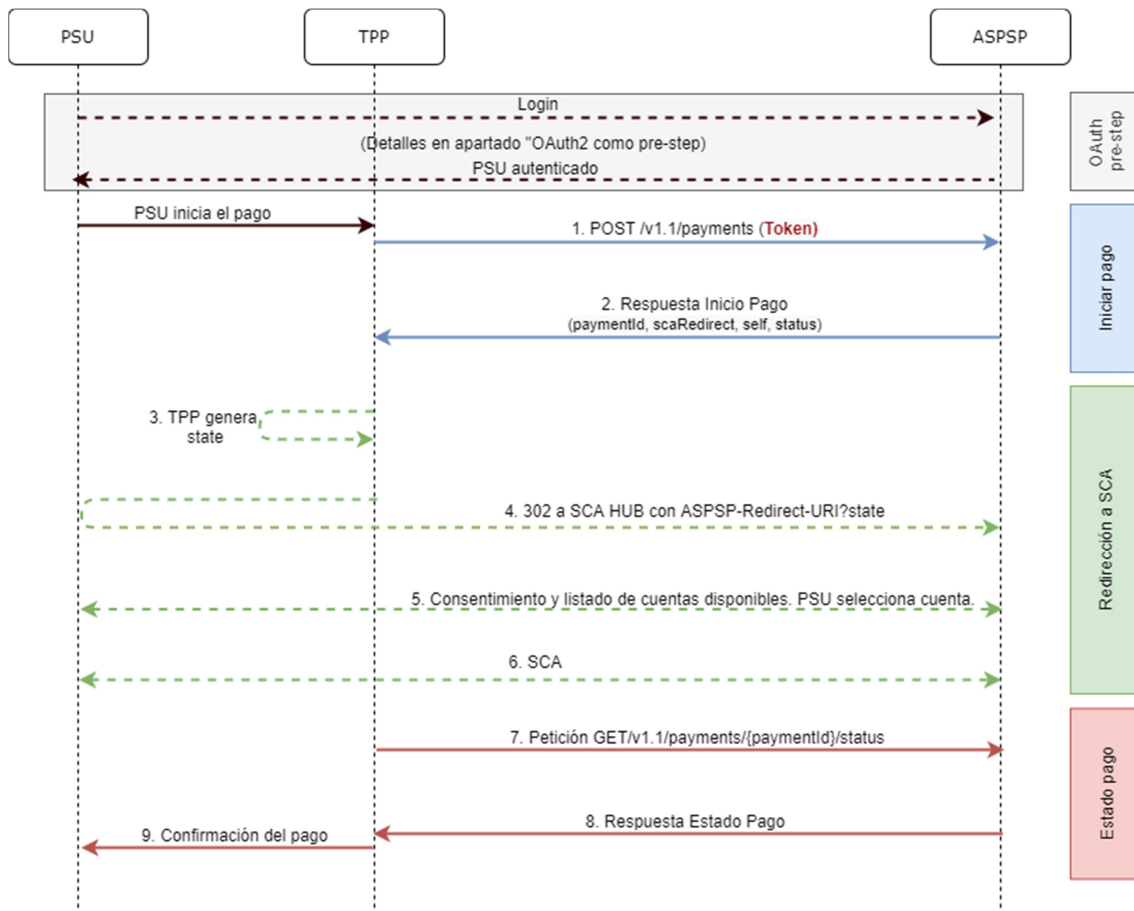 PSU
TPP
ASPSP
Login
(Detalles en apartado "OAuth2 como pre-step)
PSU autenticado
OAuth
pre-step
PSU inicia el pago
1. POST /v1.1/payments (Token)
2. Respuesta Inicio Pago
(paymentId, scaRedirect, self, status)
Iniciar pago
3. TPP genera
state
4. 302 a SCA HUB con ASPSP-Redirect-URI?state
5. Consentimiento y listado de cuentas disponibles. PSU selecciona cuenta.
6. SCA
Redirección a SCA
7. Petición GET/v1.1/payments/{paymentId}/status
8. Respuesta Estado Pago
9. Confirmación del pago
Estado pago